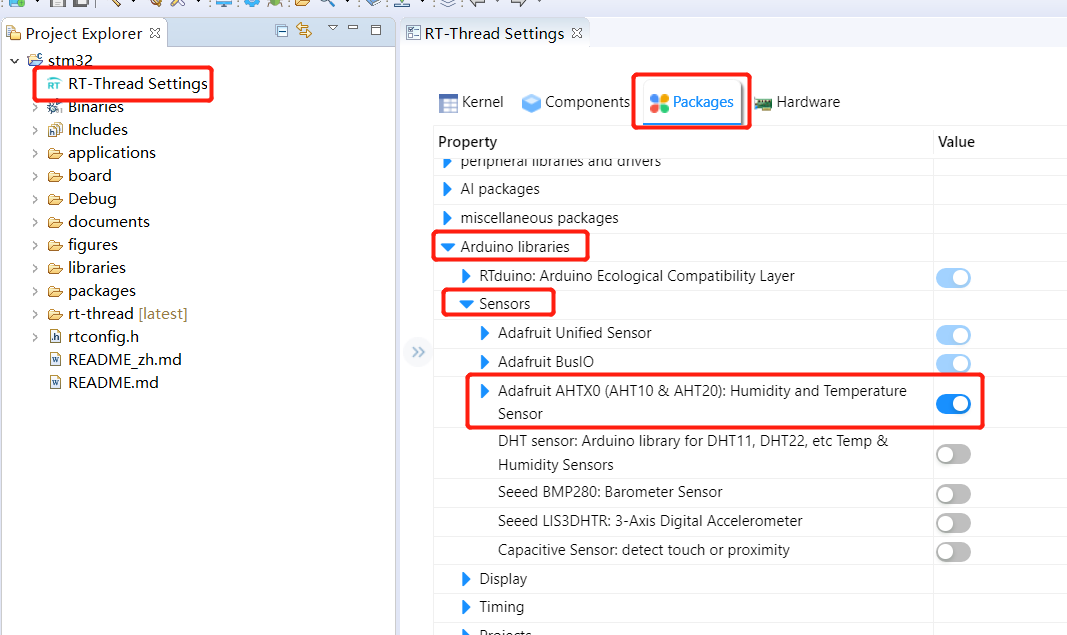 Project Explorer
stm32
RT-Thread Settings
Binaries
Includes
applications
board
Debug
documents
figures
libraries
packages
rt-thread [latest]
rtconfig.h
README_zh.md
README.md
RT-Thread Settings
Kernel
Components
Packages
Hardware
Property
Value
peripheral libraries and drivers
AI packages
miscellaneous packages
Arduino libraries
RTduino: Arduino Ecological Compatibility Layer
Sensors
Adafruit Unified Sensor
Adafruit BusIO
Adafruit AHTX0 (AHT10 & AHT20): Humidity and Temperature
Sensor
DHT sensor: Arduino library for DHT11, DHT22, etc Temp &
Humidity Sensors
Seeed BMP280: Barometer Sensor
Seeed LIS3DHTR: 3-Axis Digital Accelerometer
Capacitive Sensor: detect touch or proximity
Display
Timing
Projects